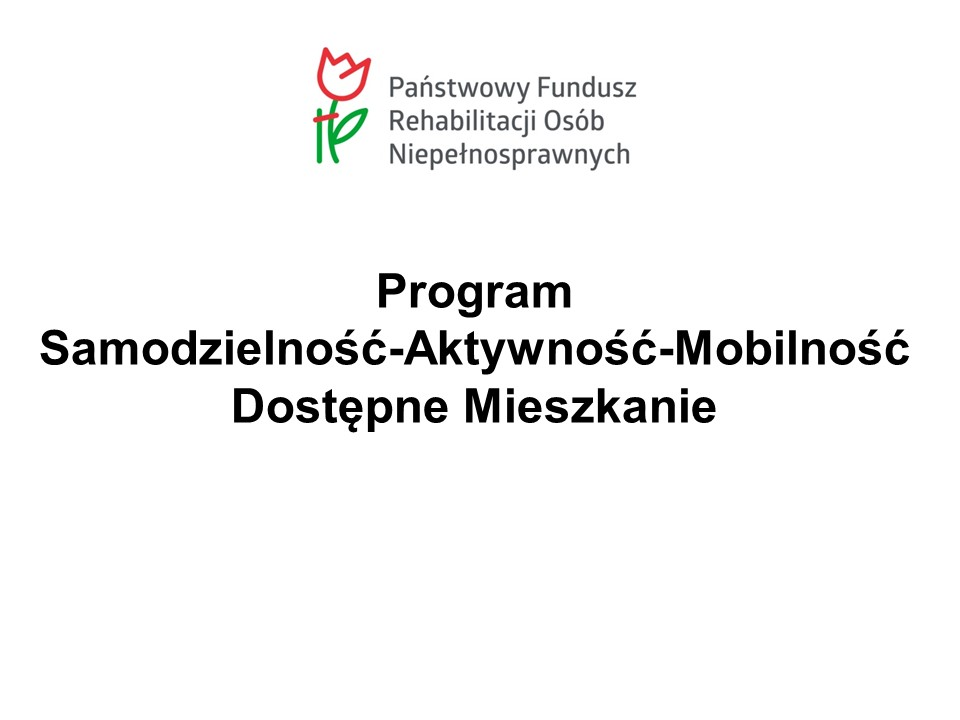 Państwowy Fundusz
Rehabilitacji Osób
Niepełnosprawnych
Program
Samodzielność-Aktywność-Mobilność
Dostępne Mieszkanie